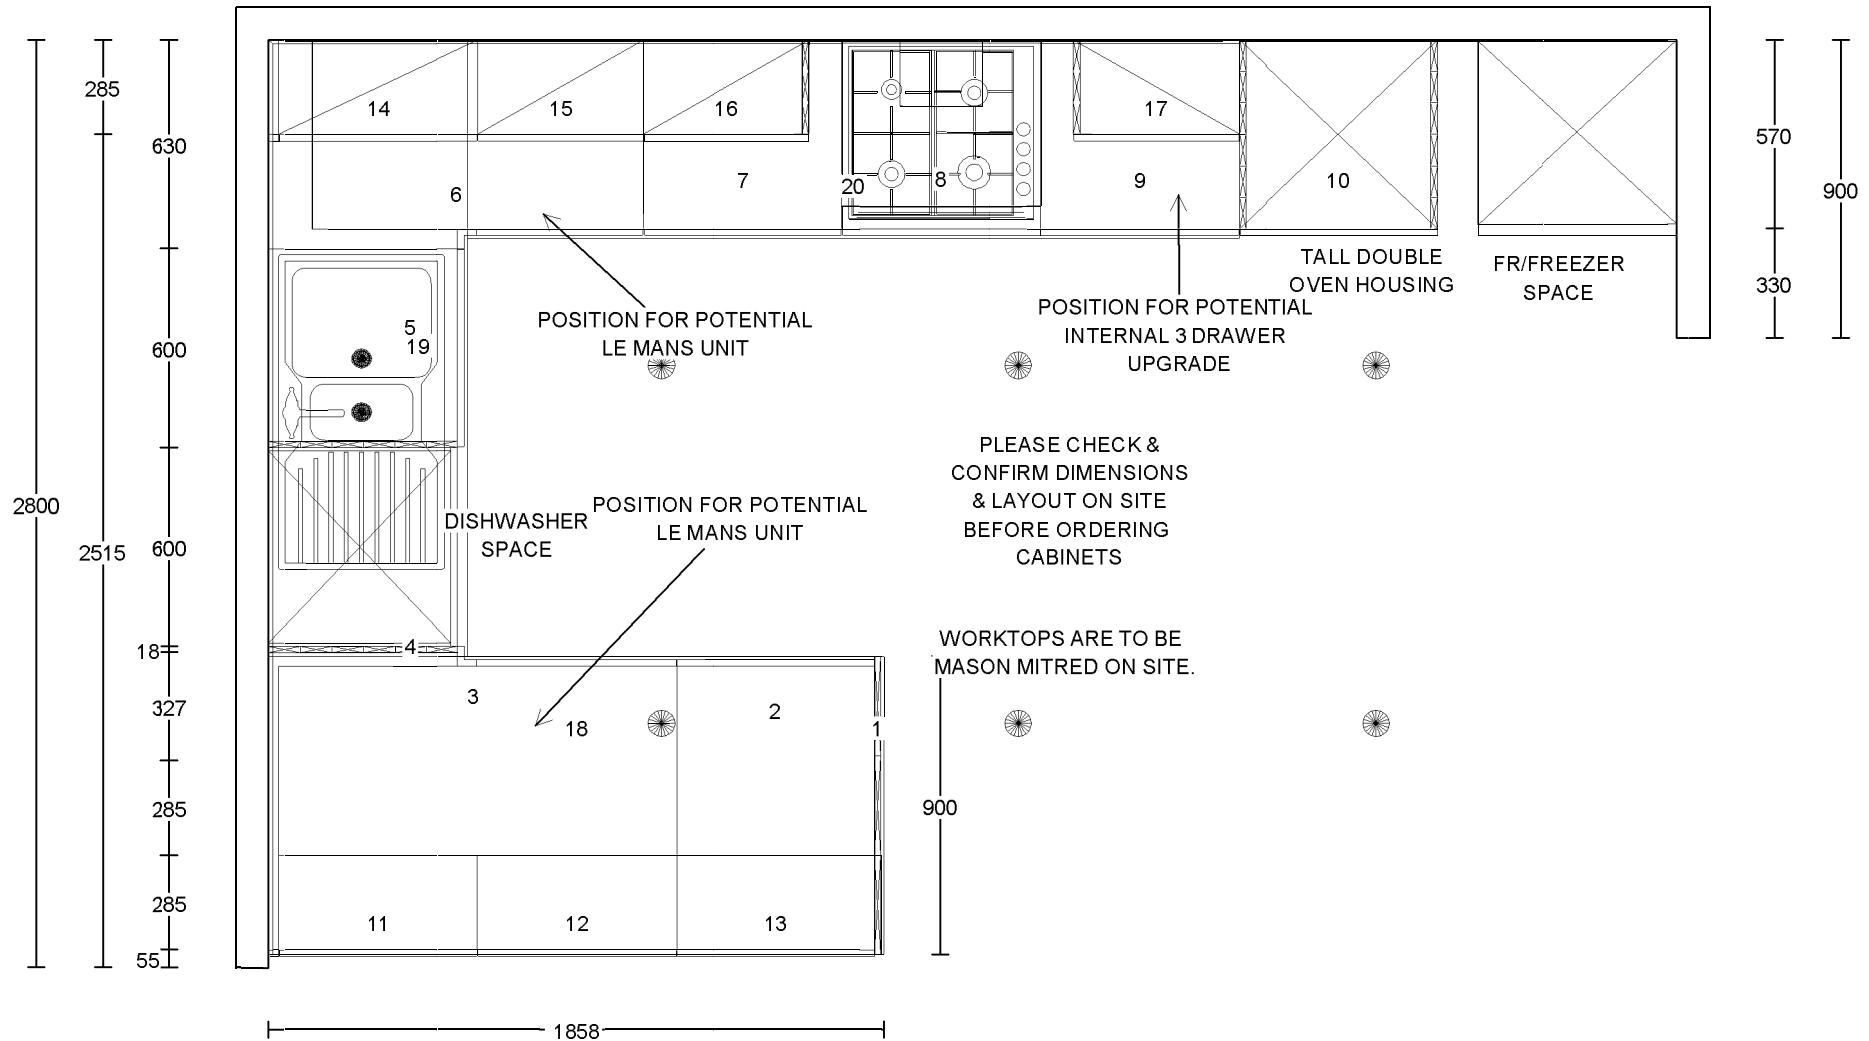 285
630
14
15
16
17
570
900
6
7
20
8
9
10
TALL DOUBLE
OVEN HOUSING
FR/FREEZER
SPACE
330
POSITION FOR POTENTIAL
LE MANS UNIT
POSITION FOR POTENTIAL
INTERNAL 3 DRAWER
UPGRADE
5
19
600
PLEASE CHECK &
CONFIRM DIMENSIONS
& LAYOUT ON SITE
BEFORE ORDERING
CABINETS
2800
2515
600
DISHWASHER
SPACE
POSITION FOR POTENTIAL
LE MANS UNIT
18
4
WORKTOPS ARE TO BE
MASON MITRED ON SITE.
327
3
18
2
1
285
900
285
11
12
13
55
1858